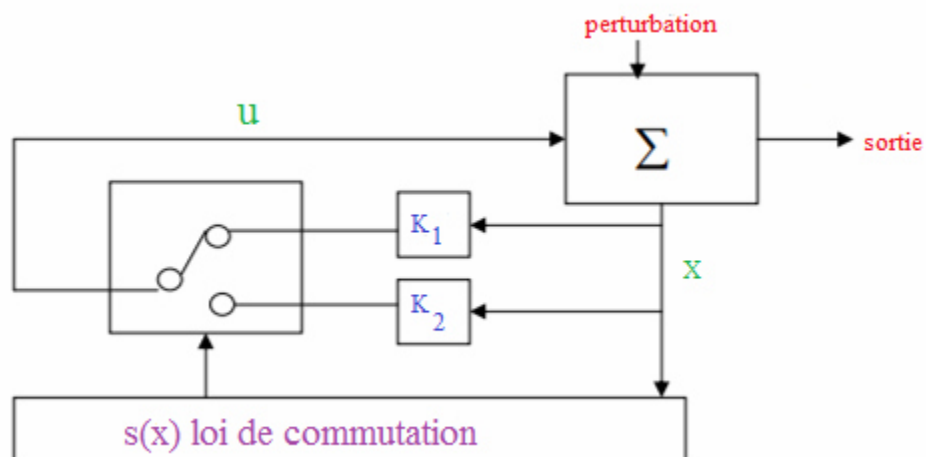 perturbation
u
Σ
sortie
K1
x
K2
s(x) loi de commutation